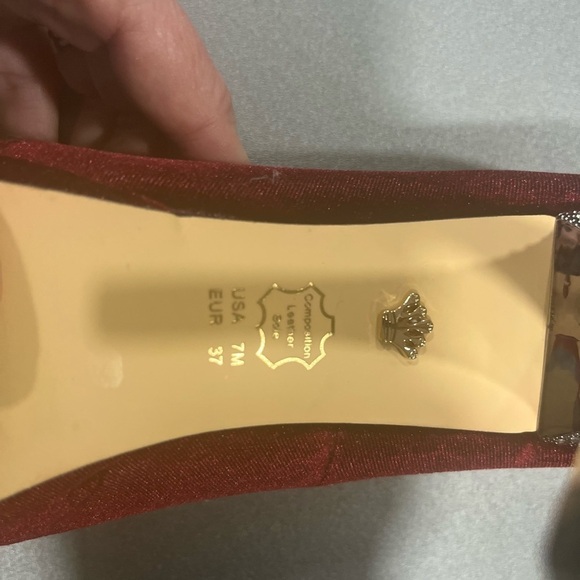 Composition
Leather
Sole
USA 7M
EUR 37